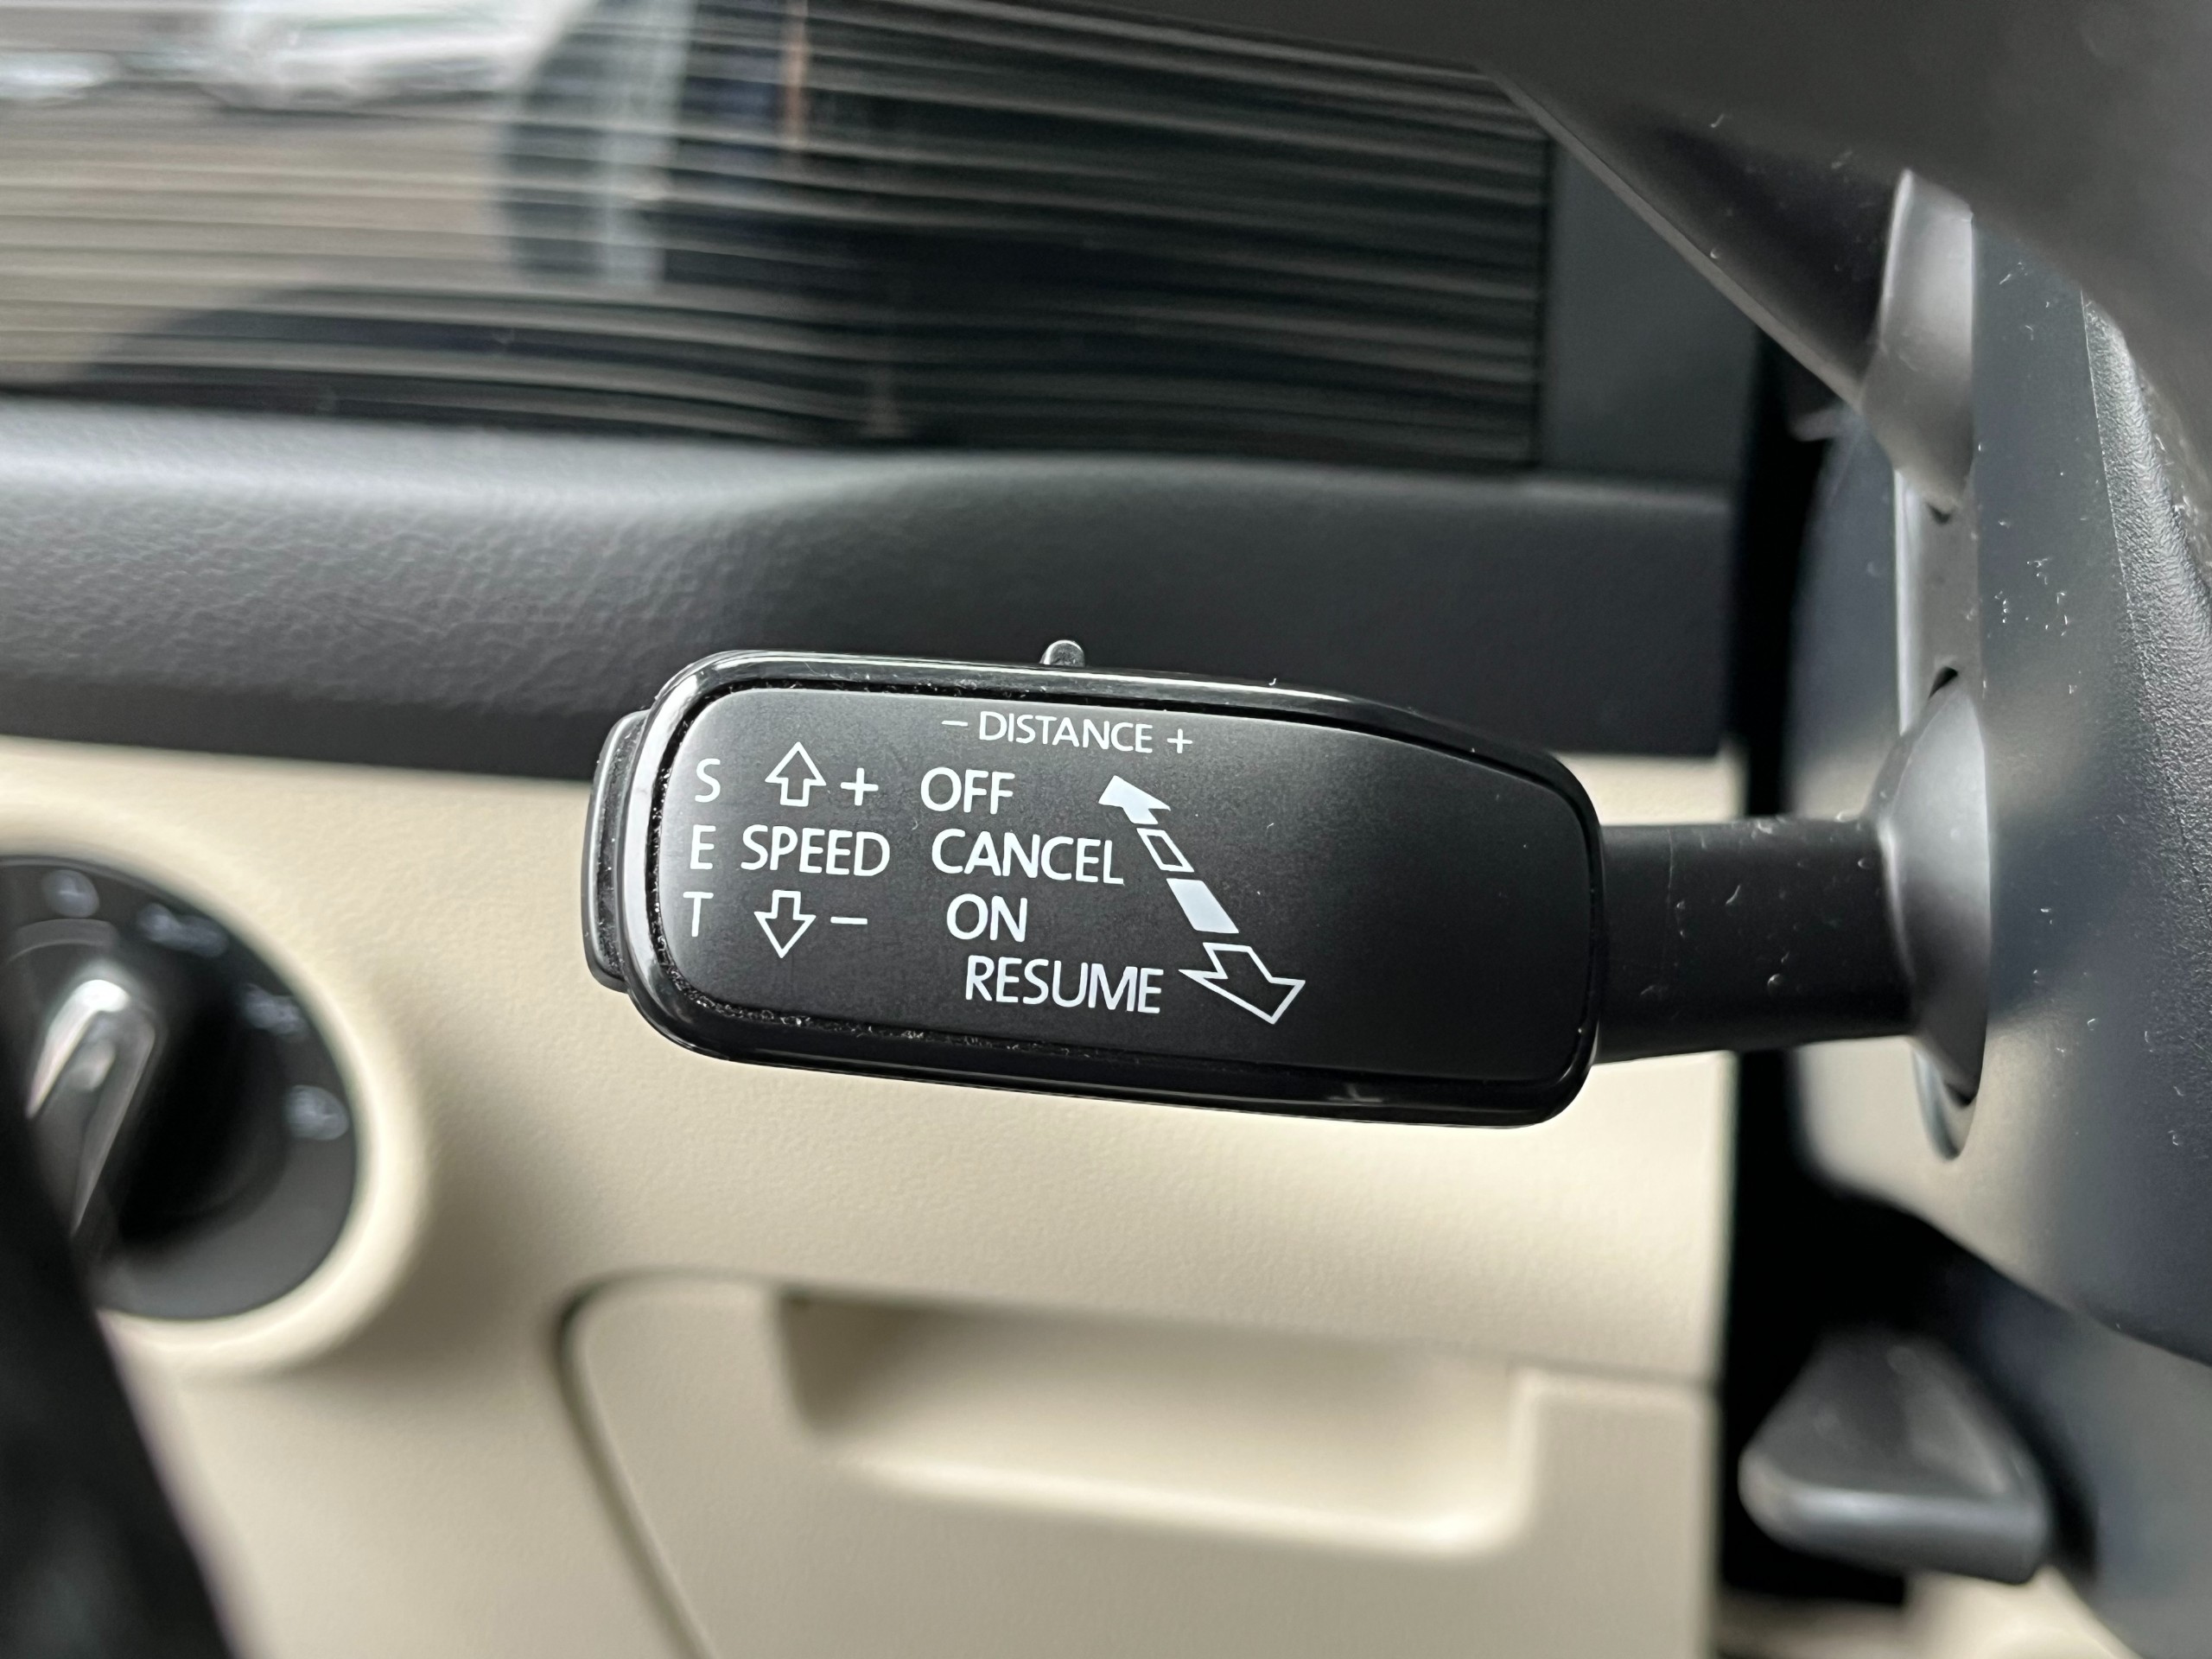 – DISTANCE +
S + OFF
E SPEED CANCEL
T – ON
RESUME